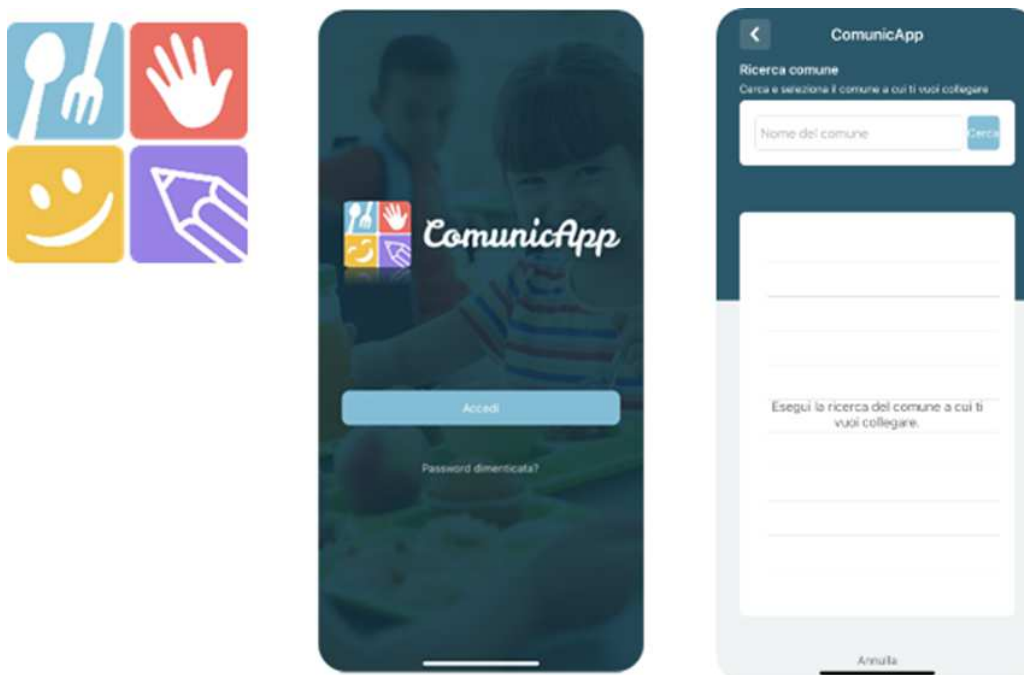 ComunicApp
Accedi
Password dimenticata?
ComunicApp
Ricerca comune
Cerca e seleziona il comune a cui ti vuoi collegare
Nome del comune
Cerca
Esegui la ricerca del comune a cui ti
vuoi collegare.
Annulla